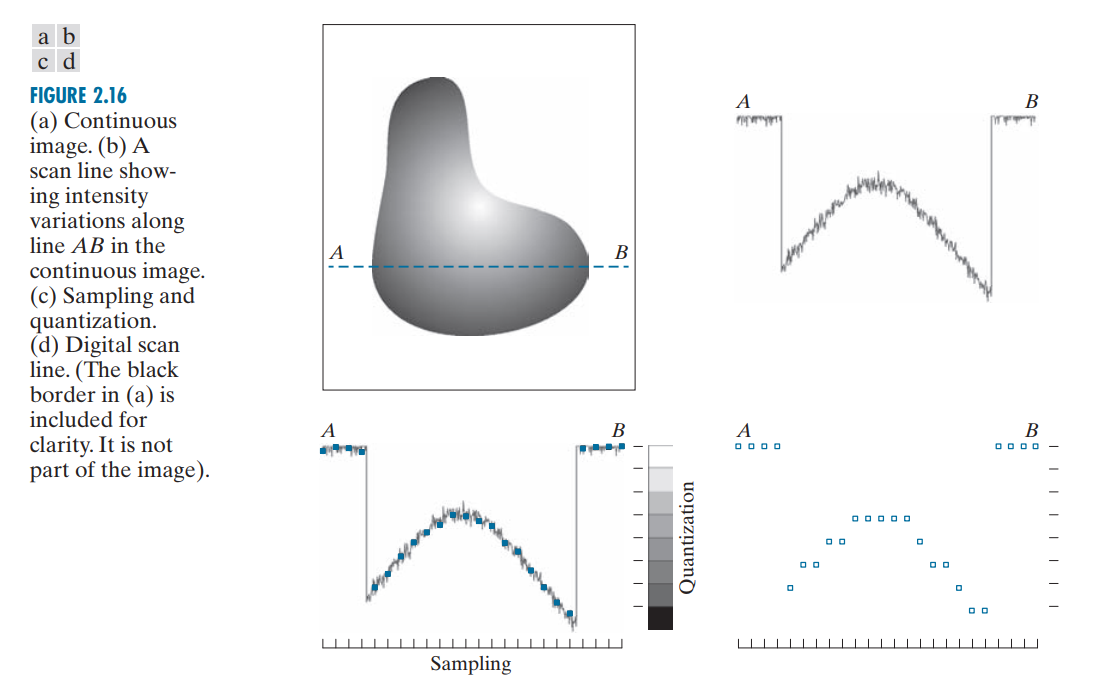 a b
c d
FIGURE 2.16
(a) Continuous
image. (b) A
scan line show-
ing intensity
variations along
line AB in the
continuous image.
(c) Sampling and
quantization.
(d) Digital scan
line. (The black
border in (a) is
included for
clarity. It is not
part of the image).
A B
A B
A B
Quantization
Sampling
A B